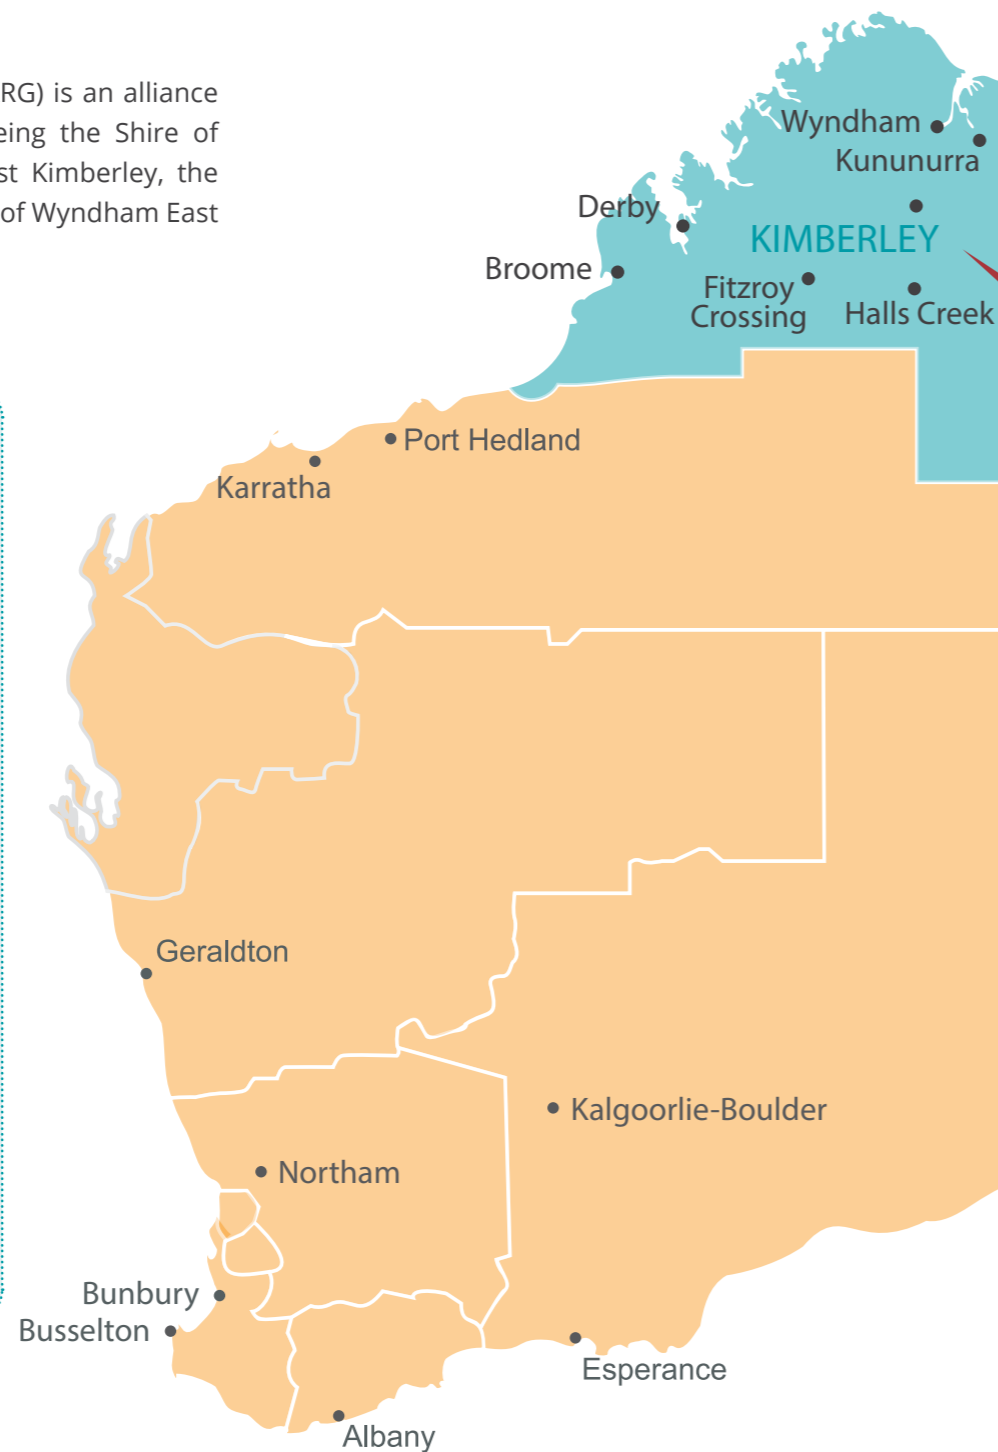 RG) is an alliance
eing the Shire of
st Kimberley, the
of Wyndham East
Wyndham
Kununurra
Derby
KIMBERLEY
Broome
Fitzroy
Crossing
Halls Creek
Port Hedland
Karratha
Geraldton
Kalgoorlie-Boulder
Northam
Bunbury
Busselton
Esperance
Albany